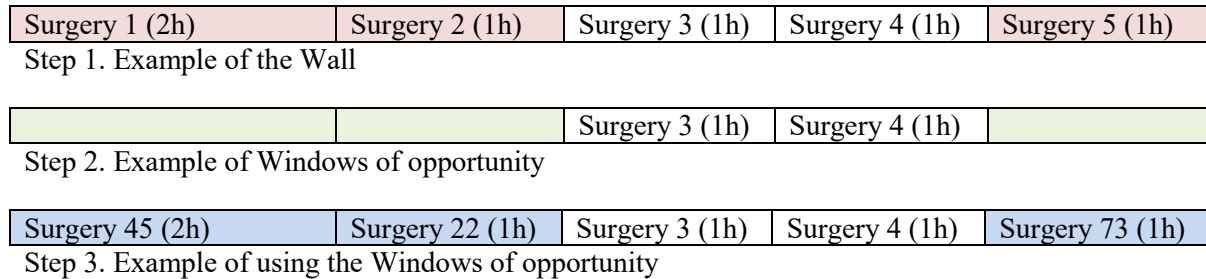 Surgery 1 (2h) Surgery 2 (1h) Surgery 3 (1h) Surgery 4 (1h) Surgery 5 (1h)
Step 1. Example of the Wall
Surgery 3 (1h) Surgery 4 (1h)
Step 2. Example of Windows of opportunity
Surgery 45 (2h) Surgery 22 (1h) Surgery 3 (1h) Surgery 4 (1h) Surgery 73 (1h)
Step 3. Example of using the Windows of opportunity